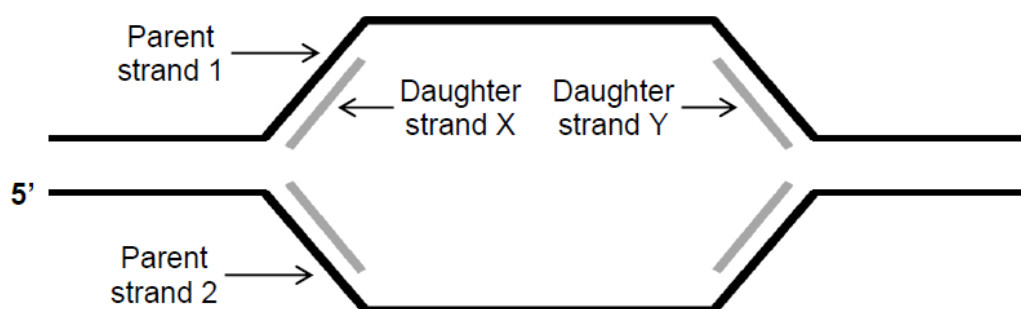 Parent
strand 1
Daughter
strand X
Daughter
strand Y
5’
Parent
strand 2